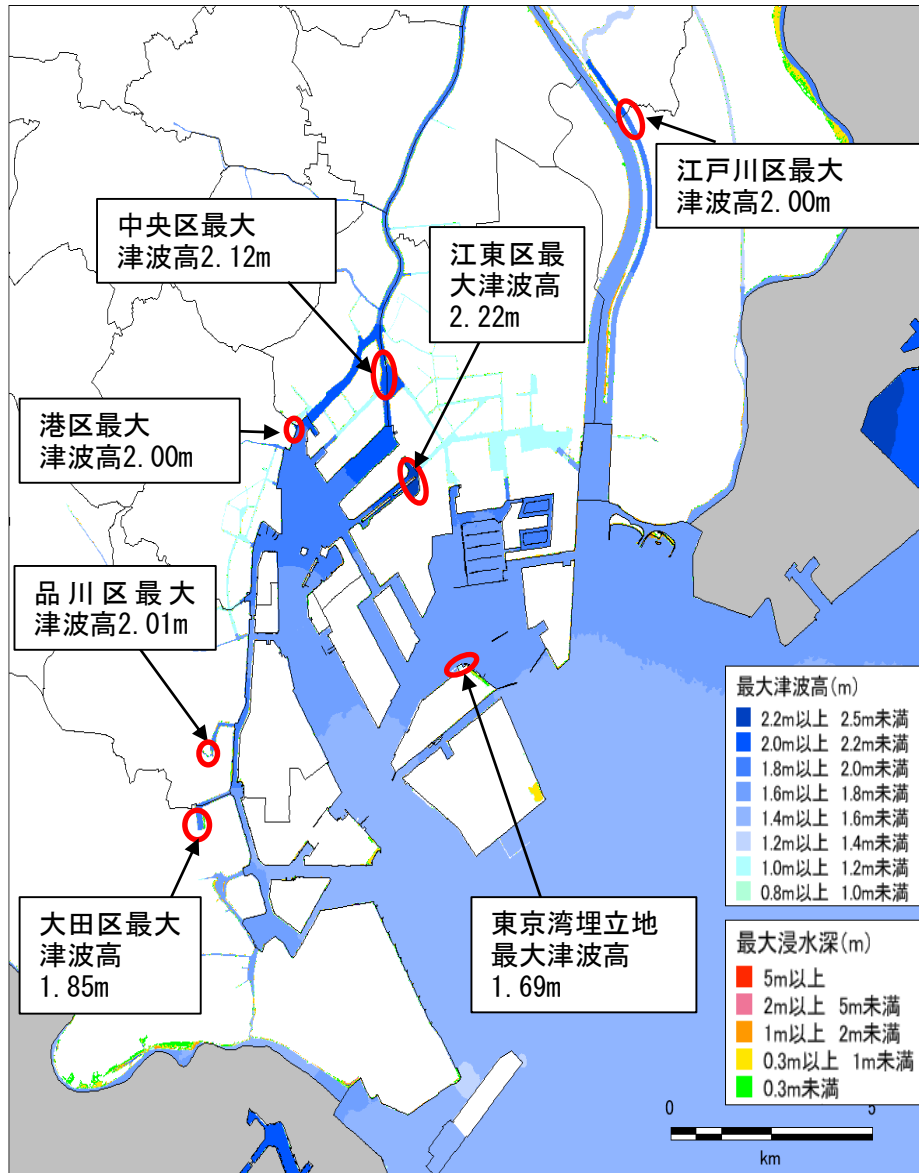 江戸川区最大
津波高2.00m
中央区最大
津波高2.12m
江東区最
大津波高
2.22m
港区最大
津波高2.00m
品川区最大
津波高2.01m
大田区最大
津波高
1.85m
東京湾埋立地
最大津波高
1.69m
最大津波高(m)
2.2m以上 2.5m未満
2.0m以上 2.2m未満
1.8m以上 2.0m未満
1.6m以上 1.8m未満
1.4m以上 1.6m未満
1.2m以上 1.4m未満
1.0m以上 1.2m未満
0.8m以上 1.0m未満
最大浸水深(m)
5m以上
2m以上 5m未満
1m以上 2m未満
0.3m以上 1m未満
0.3m未満
0 5
km